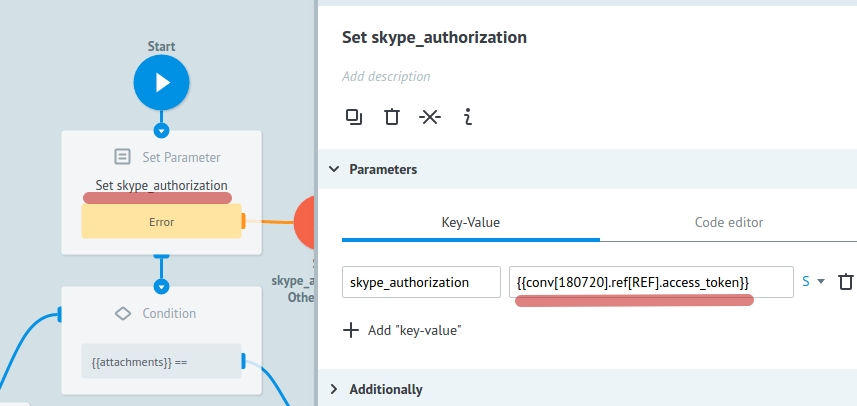 Start
Set Parameter
Set skype_authorization
Error
skype_a
Othe
Condition
{{attachments}} ==
Set skype_authorization
Add description
Parameters
Key-Value
Code editor
skype_authorization
{{conv[180720].ref[REF].access_token}}
S
Add "key-value"
Additionally